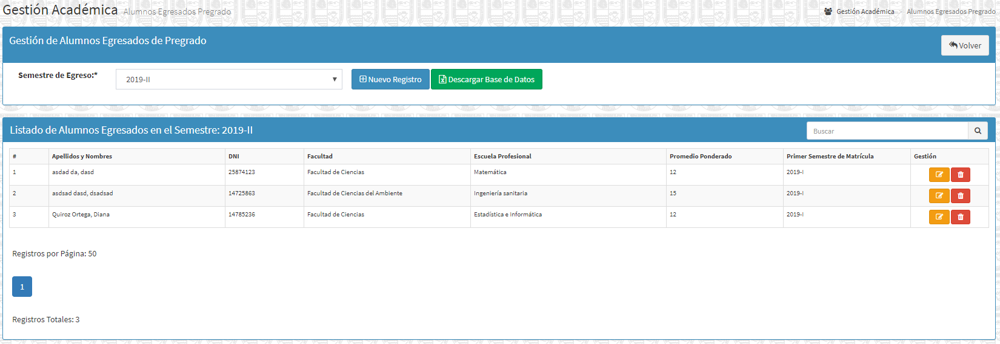 Gestión Académica Alumnos Egresados Pregrado
Gestión Académica > Alumnos Egresados Pregrado
Gestión de Alumnos Egresados de Pregrado
Volver
Semestre de Egreso:* 2019-II Nuevo Registro Descargar Base de Datos
Listado de Alumnos Egresados en el Semestre: 2019-II Buscar
# Apellidos y Nombres DNI Facultad Escuela Profesional Promedio Ponderado Primer Semestre de Matrícula Gestión
1 asdad da, dasd 25874123 Facultad de Ciencias Matemática 12 2019-I
2 asdsad dasd, dsadsad 14725863 Facultad de Ciencias del Ambiente Ingeniería sanitaria 15 2019-I
3 Quiroz Ortega, Diana 14785236 Facultad de Ciencias Estadística e Informática 12 2019-I
Registros por Página: 50
1
Registros Totales: 3